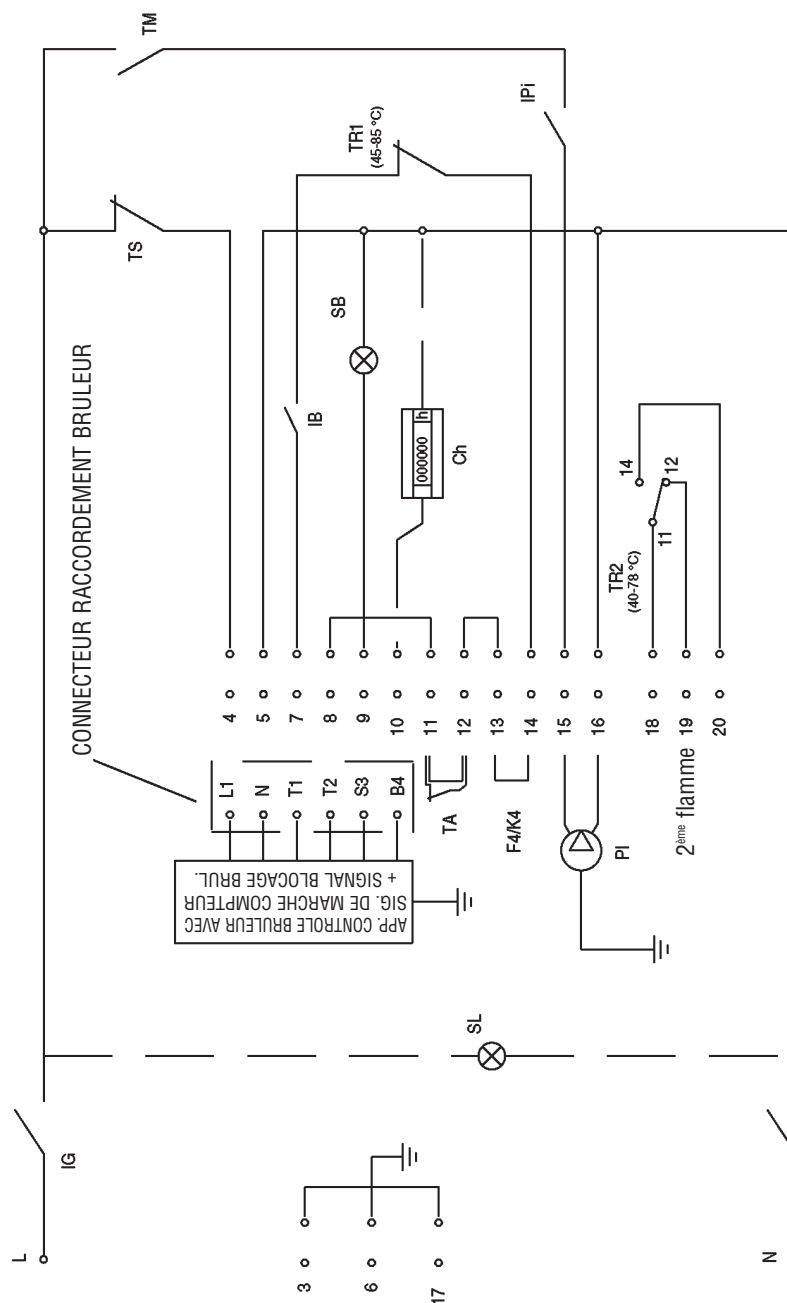 TM
IPi
TR1
(45-85 °C)
TS
SB
IB
Ch
000000 h
CONNECTEUR RACCORDEMENT BRULEUR
TR2
(40-78 °C)
14
12
11
4
5
7
8
9
10
11
12
13
14
15
16
18
19
20
L1
N
T1
T2
S3
B4
TA
F4/K4
PI
2ème flamme
APP. CONTROLE BRULEUR AVEC
SIG. DE MARCHE COMPTEUR
+ SIGNAL BLOCAGE BRUL.
SL
IG
L
N
3
6
17